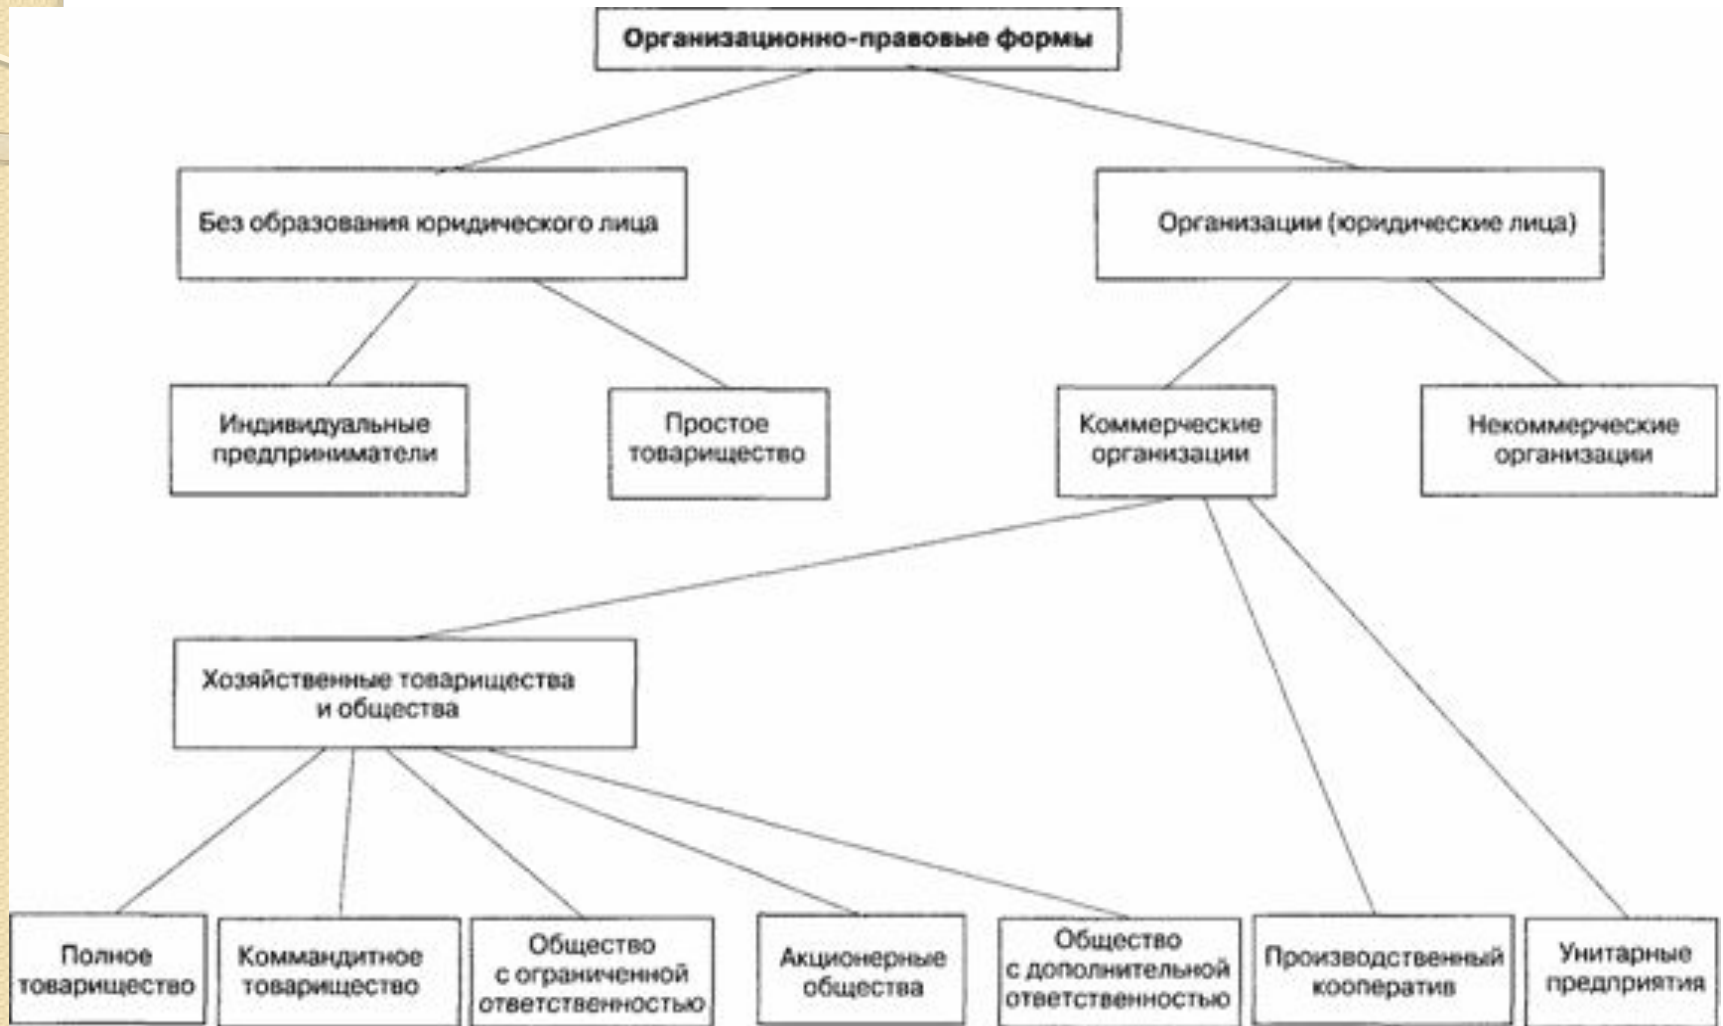 Организационно-правовые формы
Без образования юридического лица
Организации (юридические лица)
Индивидуальные
предприниматели
Простое
товарищество
Коммерческие
организации
Некоммерческие
организации
Хозяйственные товарищества
и общества
Полное
товарищество
Коммандитное
товарищество
Общество
с ограниченной
ответственностью
Акционерные
общества
Общество
с дополнительной
ответственностью
Производственный
кооператив
Унитарные
предприятия